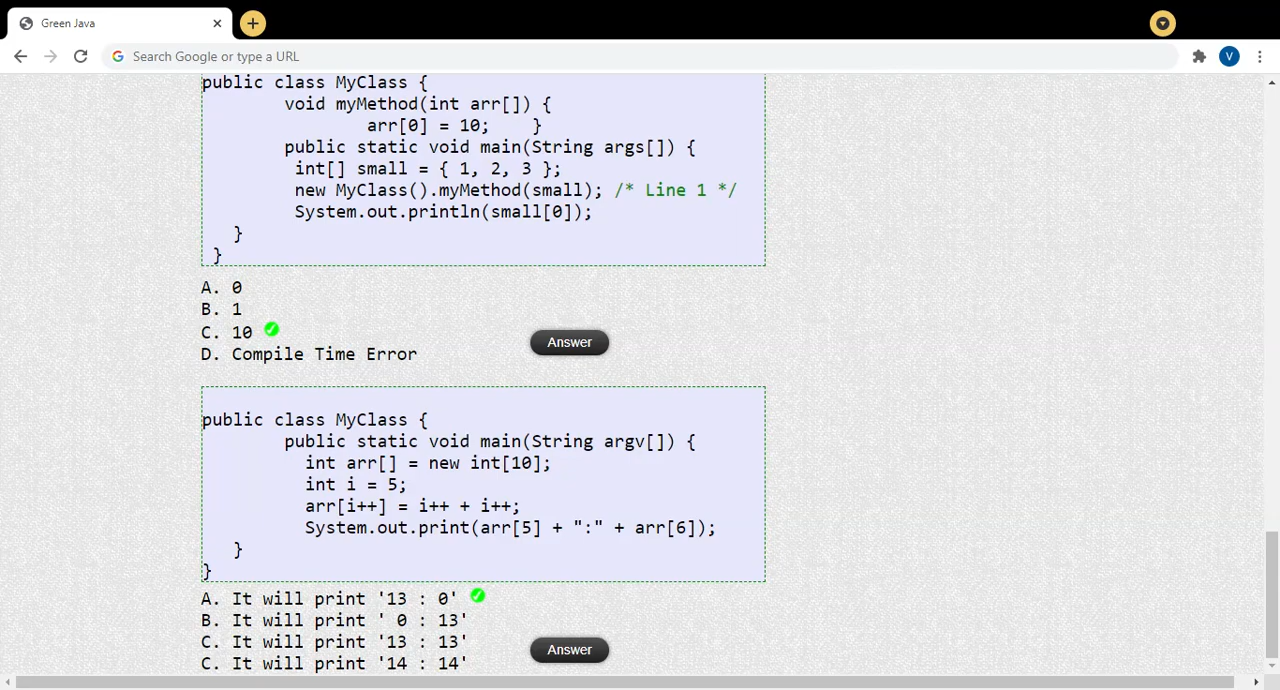 Green Java
Search Google or type a URL
V
public class MyClass {
void myMethod(int arr[]) {
arr[0] = 10; }
public static void main(String args[]) {
int[] small = { 1, 2, 3 };
new MyClass().myMethod(small); /* Line 1 */
System.out.println(small[0]);
}
}
A. 0
B. 1
C. 10
D. Compile Time Error
Answer
public class MyClass {
public static void main(String argv[]) {
int arr[] = new int[10];
int i = 5;
arr[i++] = i++ + i++;
System.out.print(arr[5] + ":" + arr[6]);
}
}
A. It will print '13 : 0'
B. It will print ' 0 : 13'
C. It will print '13 : 13'
C. It will print '14 : 14'
Answer